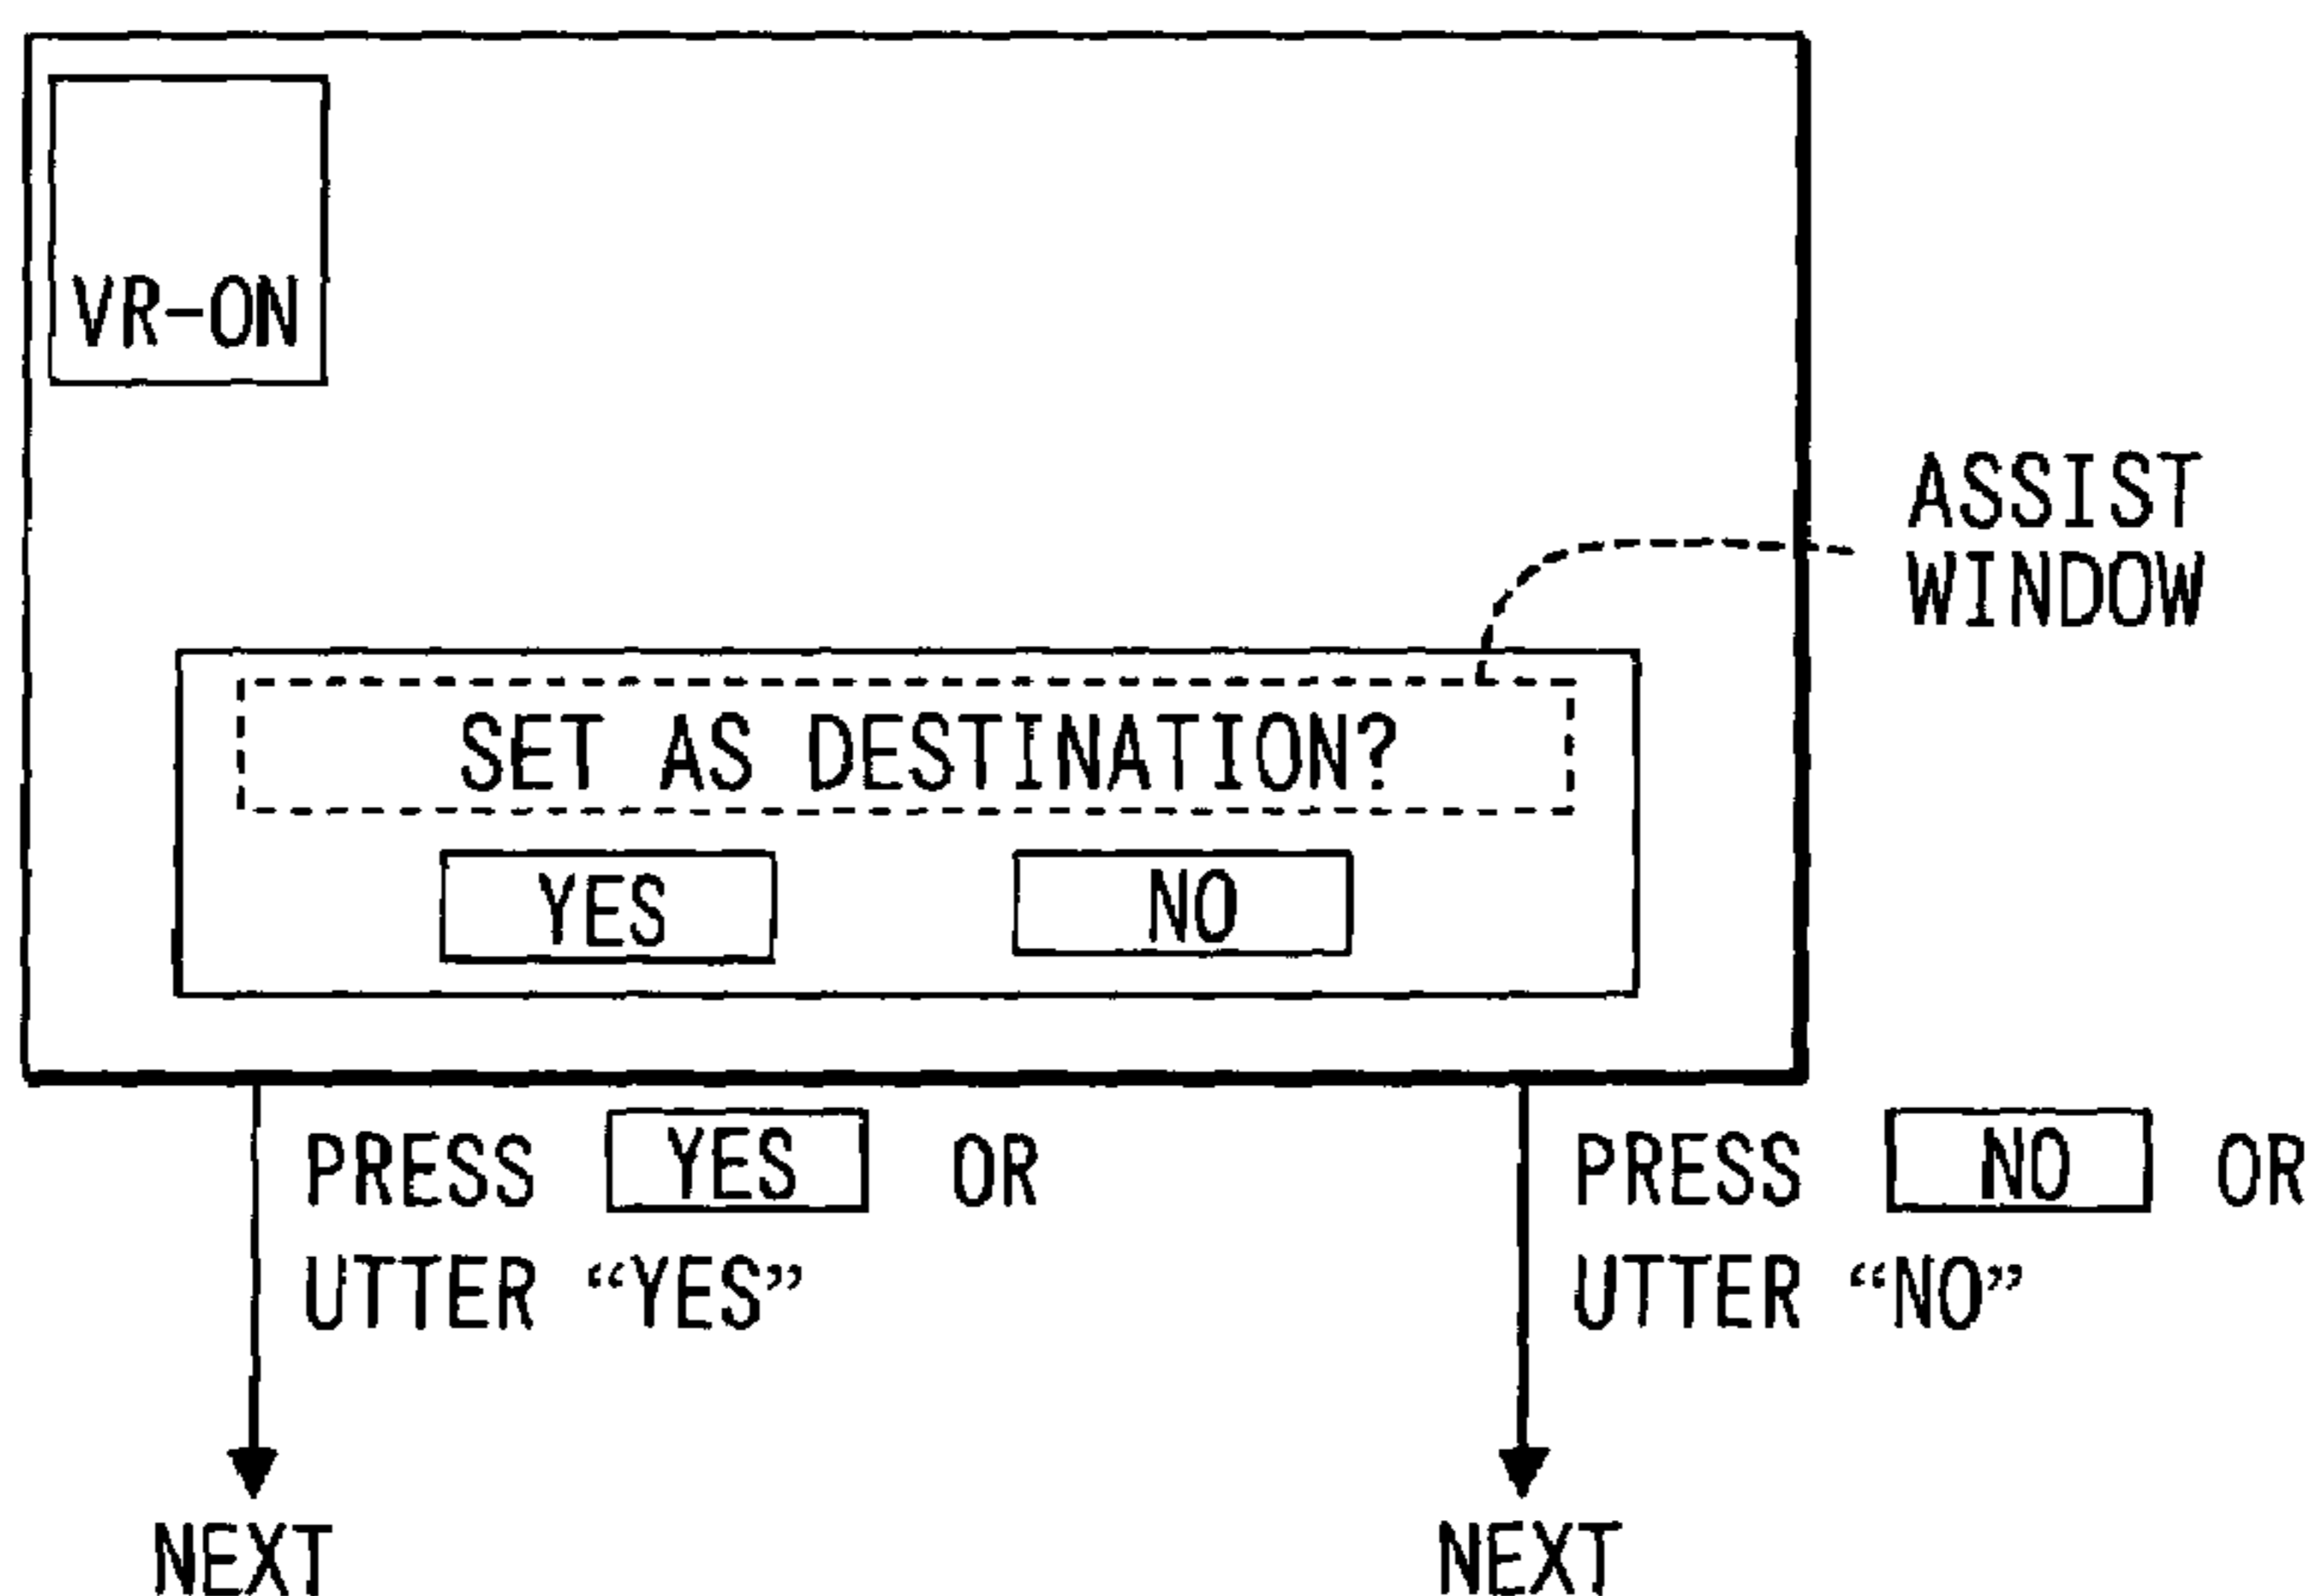 VR-ON
ASSIST
WINDOW
SET AS DESTINATION?
YES
NO
PRESS YES OR
UTTER “YES”
PRESS NO OR
UTTER “NO”
NEXT
NEXT